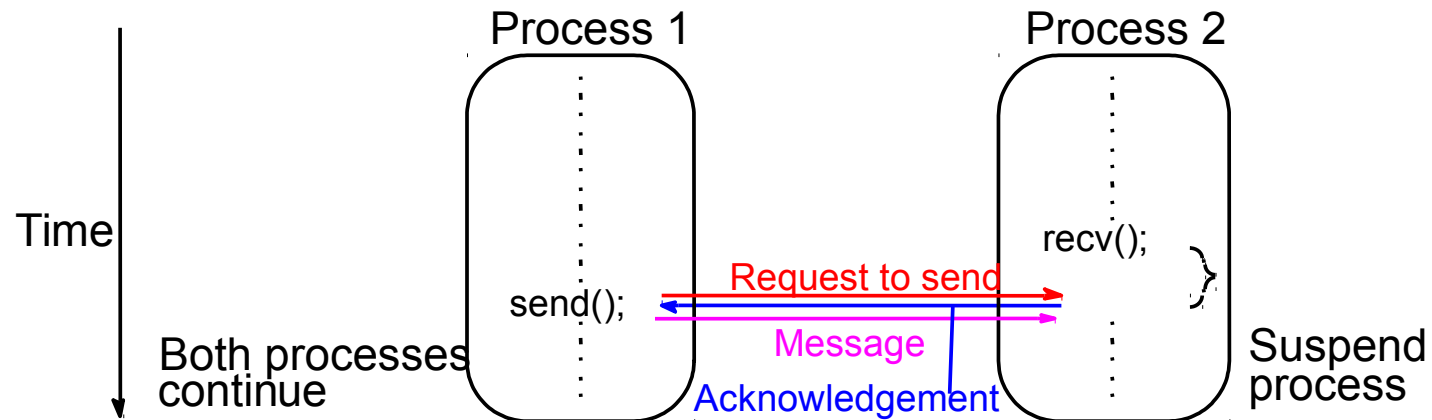 Process 1
Process 2
Time
recv();
Request to send
send();
Message
Both processes
continue
Suspend
process
Acknowledgement